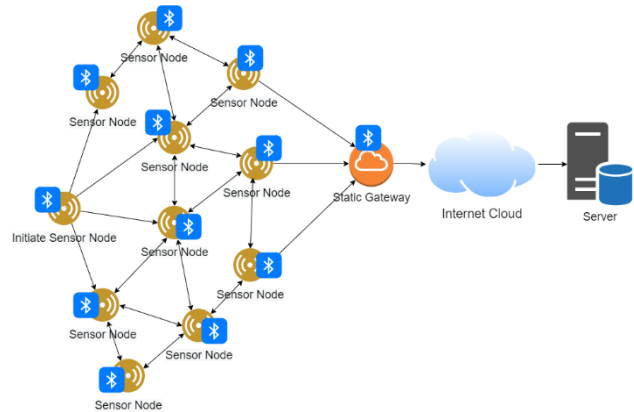 Sensor Node
Sensor Node
Sensor Node
Sensor Node
Sensor Node
Static Gateway
Internet Cloud
Server
Initiate Sensor Node
Sensor Node
Sensor Node
Sensor Node
Sensor Node
Sensor Node